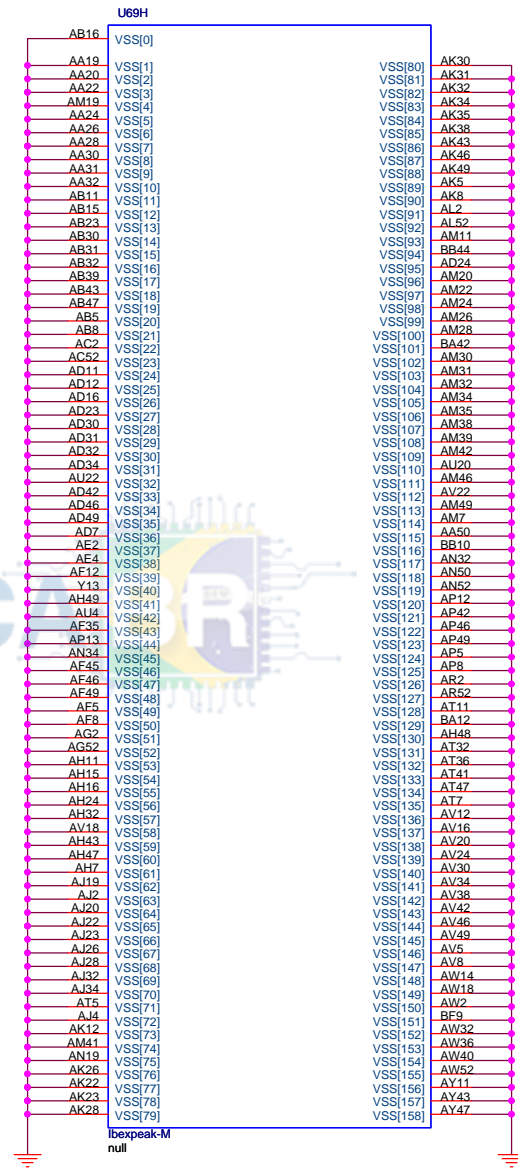 U69H
AB16 VSS[0]
AA19 VSS[1] VSS[80] AK30
AA20 VSS[2] VSS[81] AK31
AA22 VSS[3] VSS[82] AK32
AM19 VSS[4] VSS[83] AK34
AA24 VSS[5] VSS[84] AK35
AA26 VSS[6] VSS[85] AK38
AA28 VSS[7] VSS[86] AK43
AA30 VSS[8] VSS[87] AK46
AA31 VSS[9] VSS[88] AK49
AA32 VSS[10] VSS[89] AK5
AB11 VSS[11] VSS[90] AK8
AB15 VSS[12] VSS[91] AL2
AB23 VSS[13] VSS[92] AL52
AB30 VSS[14] VSS[93] AM11
AB31 VSS[15] VSS[94] BB44
AB32 VSS[16] VSS[95] AD24
AB39 VSS[17] VSS[96] AM20
AB43 VSS[18] VSS[97] AM22
AB47 VSS[19] VSS[98] AM24
AB5 VSS[20] VSS[99] AM26
AB8 VSS[21] VSS[100] AM28
AC2 VSS[22] VSS[101] BA42
AC52 VSS[23] VSS[102] AM30
AD11 VSS[24] VSS[103] AM31
AD12 VSS[25] VSS[104] AM32
AD16 VSS[26] VSS[105] AM34
AD23 VSS[27] VSS[106] AM35
AD30 VSS[28] VSS[107] AM38
AD31 VSS[29] VSS[108] AM39
AD32 VSS[30] VSS[109] AM42
AD34 VSS[31] VSS[110] AU20
AU22 VSS[32] VSS[111] AM46
AD42 VSS[33] VSS[112] AV22
AD46 VSS[34] VSS[113] AM49
AD49 VSS[35] VSS[114] AM7
AD7 VSS[36] VSS[115] AA50
AE2 VSS[37] VSS[116] BB10
AE4 VSS[38] VSS[117] AN32
AF12 VSS[39] VSS[118] AN50
Y13 VSS[40] VSS[119] AN52
AH49 VSS[41] VSS[120] AP12
AU4 VSS[42] VSS[121] AP42
AF35 VSS[43] VSS[122] AP46
AP13 VSS[44] VSS[123] AP49
AN34 VSS[45] VSS[124] AP5
AF45 VSS[46] VSS[125] AP8
AF46 VSS[47] VSS[126] AR2
AF49 VSS[48] VSS[127] AR52
AF5 VSS[49] VSS[128] AT11
AF8 VSS[50] VSS[129] BA12
AG2 VSS[51] VSS[130] AH48
AG52 VSS[52] VSS[131] AT32
AH11 VSS[53] VSS[132] AT36
AH15 VSS[54] VSS[133] AT41
AH16 VSS[55] VSS[134] AT47
AH24 VSS[56] VSS[135] AT7
AH32 VSS[57] VSS[136] AV12
AV18 VSS[58] VSS[137] AV16
AH43 VSS[59] VSS[138] AV20
AH47 VSS[60] VSS[139] AV24
AH7 VSS[61] VSS[140] AV30
AJ19 VSS[62] VSS[141] AV34
AJ2 VSS[63] VSS[142] AV38
AJ20 VSS[64] VSS[143] AV42
AJ22 VSS[65] VSS[144] AV46
AJ23 VSS[66] VSS[145] AV49
AJ26 VSS[67] VSS[146] AV5
AJ28 VSS[68] VSS[147] AV8
AJ32 VSS[69] VSS[148] AW14
AJ34 VSS[70] VSS[149] AW18
AT5 VSS[71] VSS[150] AW2
AJ4 VSS[72] VSS[151] BF9
AK12 VSS[73] VSS[152] AW32
AM41 VSS[74] VSS[153] AW36
AN19 VSS[75] VSS[154] AW40
AK26 VSS[76] VSS[155] AW52
AK22 VSS[77] VSS[156] AY11
AK23 VSS[78] VSS[157] AY43
AK28 VSS[79] VSS[158] AY47
Ibexpeak-M
null